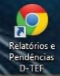 Relatórios e
Pendências
D-TEF